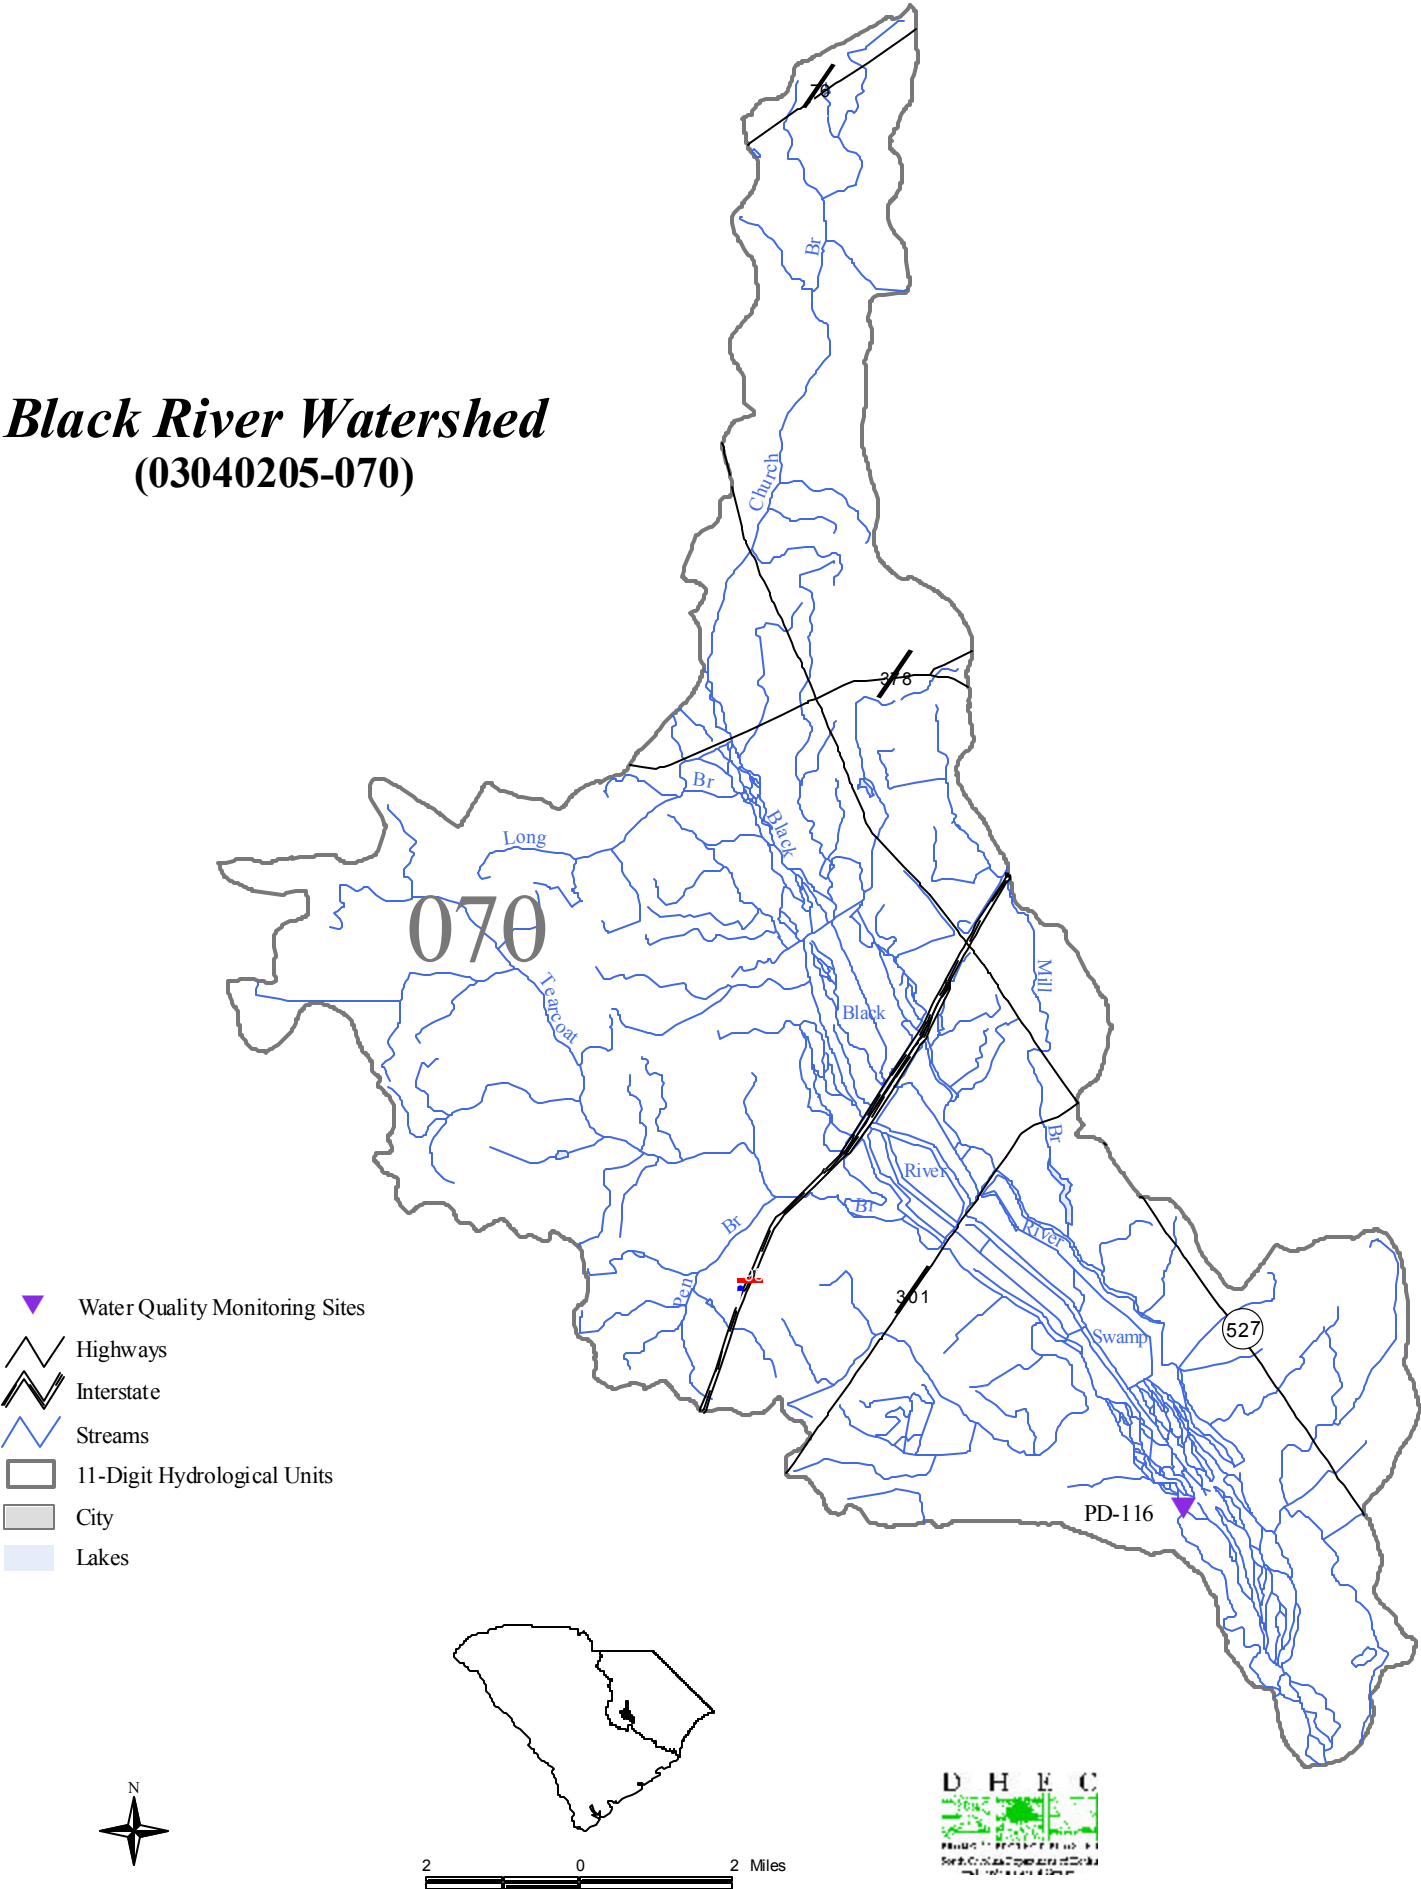 76
Br
Black River Watershed
(03040205-070)
Church
378
Br
Long
Black
070
Mill
Tearcoat
Black
Br
River
Br
Br
River
Pen
301
Swamp
527
Water Quality Monitoring Sites
Highways
Interstate
Streams
11-Digit Hydrological Units
City
Lakes
PD-116
N
DHEC
2 0 2 Miles